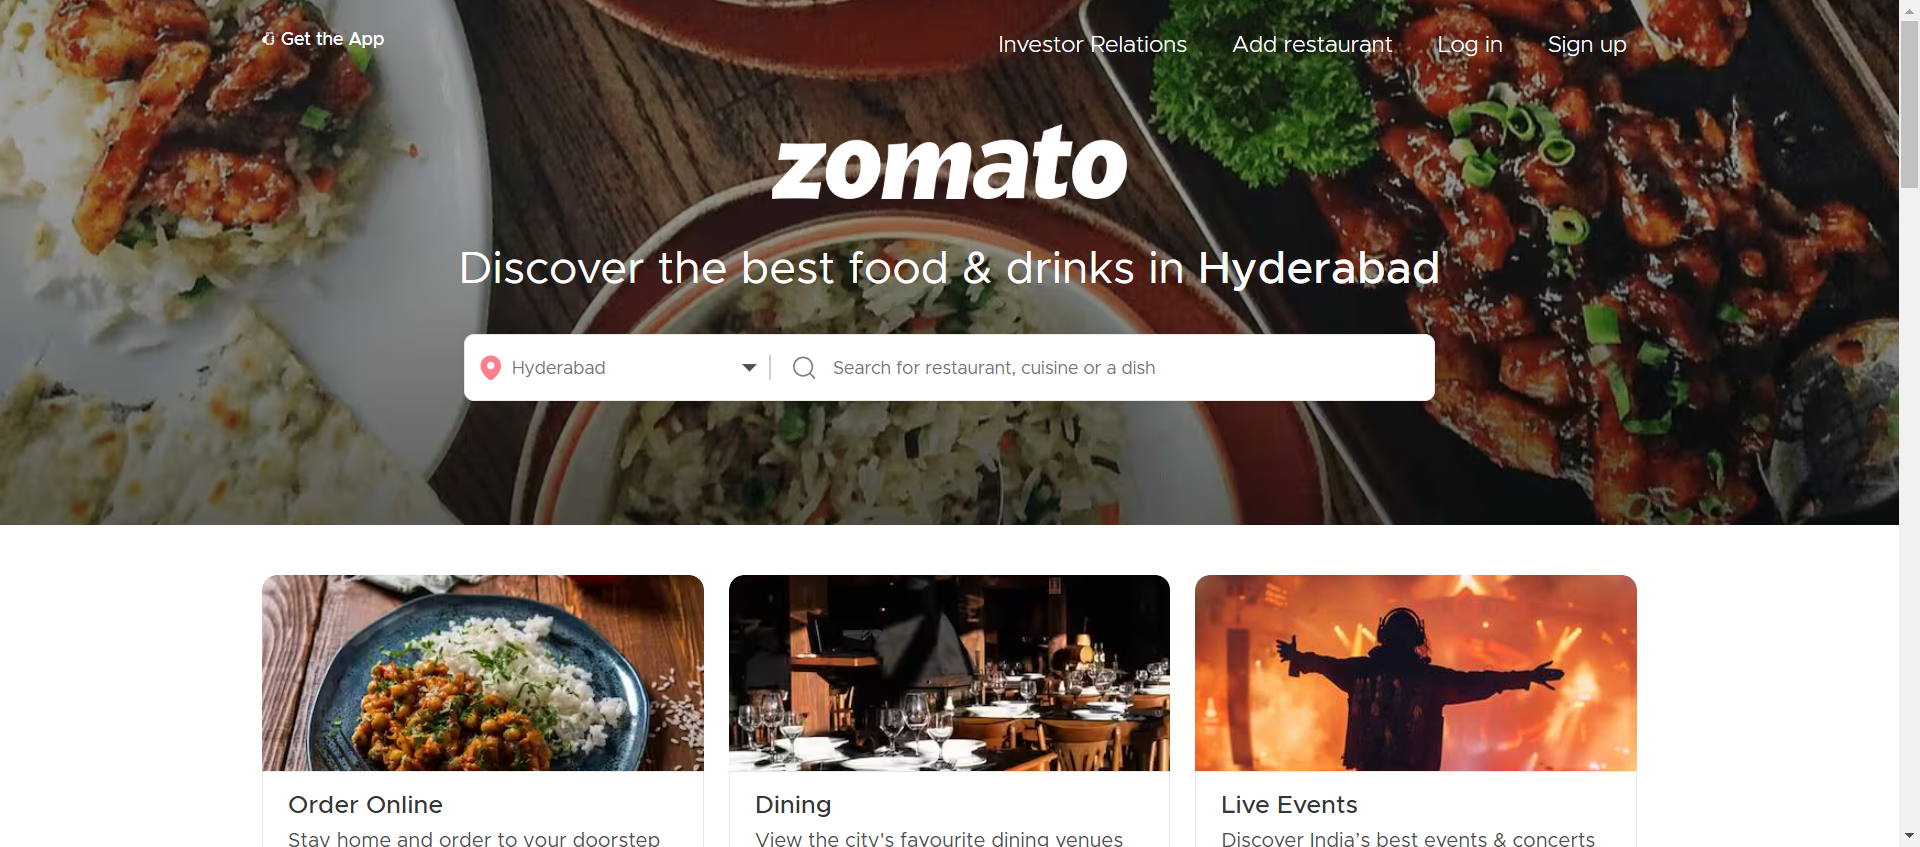 Get the App
Investor Relations
Add restaurant
Log in
Sign up
zomato
Discover the best food & drinks in Hyderabad
Hyderabad
Search for restaurant, cuisine or a dish
Order Online
Stay home and order to your doorstep
Dining
View the city's favourite dining venues
Live Events
Discover India’s best events & concerts